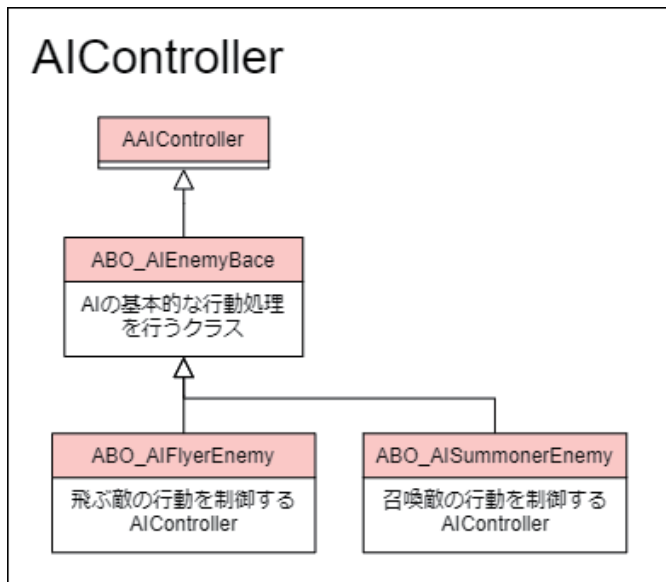 AIController
AAIController
ABO_AIEnemyBace
AIの基本的な行動処理
を行うクラス
ABO_AIFlyerEnemy
飛ぶ敵の行動を制御する
AIController
ABO_AISummonerEnemy
召喚敵の行動を制御する
AIController